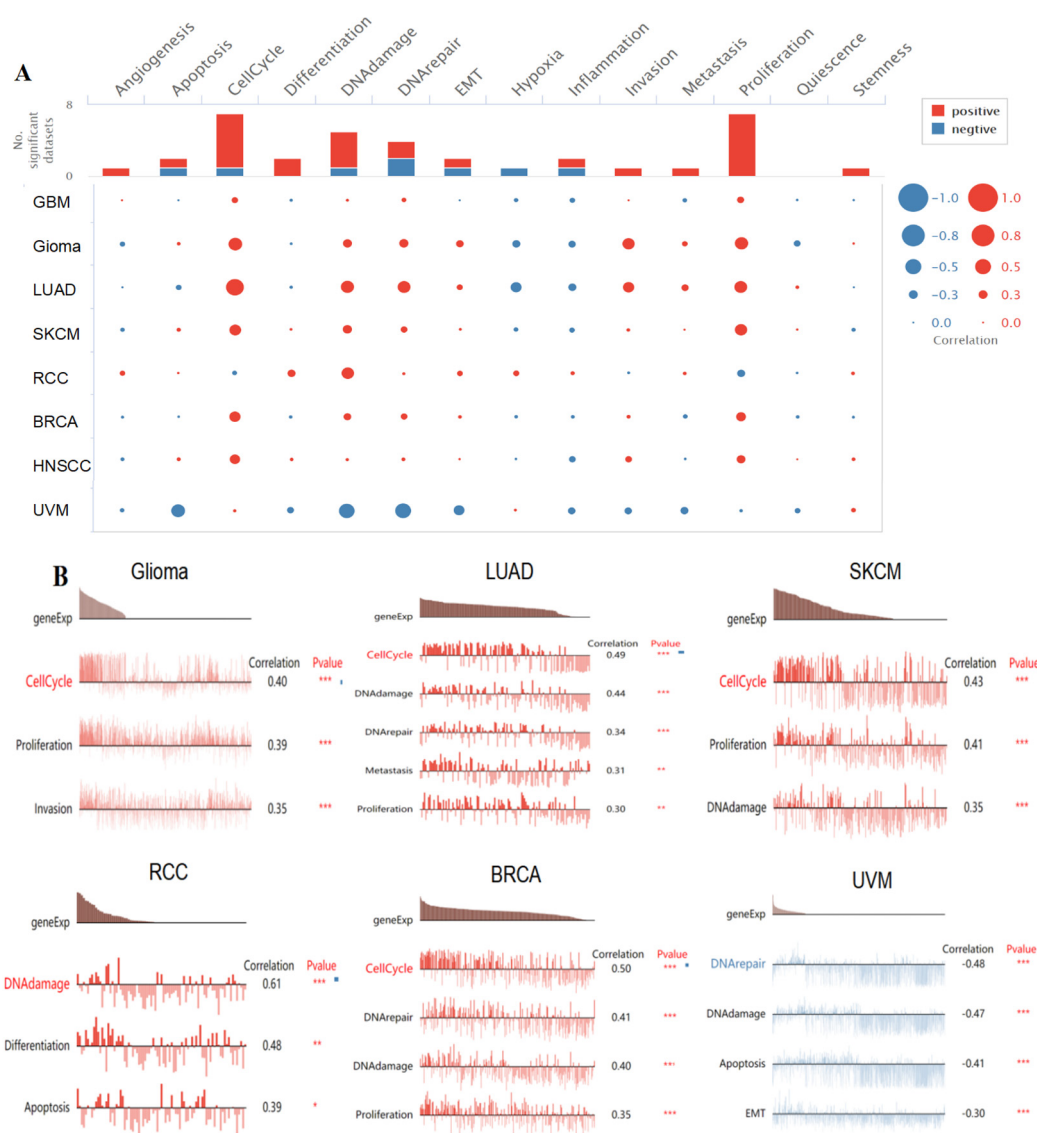 A
Angiogenesis
Apoptosis
CellCycle
Differentiation
DNAdamage
DNArepair
EMT
Hypoxia
Inflammation
Invasion
Metastasis
Proliferation
Quiescence
Stemness
No.
significant
datasets
8
4
0
positive
negtive
GBM
Gioma
LUAD
SKCM
RCC
BRCA
HNSCC
UVM
-1.0 1.0
-0.8 0.8
-0.5 0.5
-0.3 0.3
0.0 0.0
Correlation
B
Glioma
geneExp
Correlation Pvalue
CellCycle 0.40 ***
Proliferation 0.39 ***
Invasion 0.35 ***
LUAD
geneExp
Correlation Pvalue
CellCycle 0.49 ***
DNAdamage 0.44 ***
DNArepair 0.34 ***
Metastasis 0.31 **
Proliferation 0.30 **
SKCM
geneExp
Correlation Pvalue
CellCycle 0.43 ***
Proliferation 0.41 ***
DNAdamage 0.35 ***
RCC
geneExp
Correlation Pvalue
DNAdamage 0.61 ***
Differentiation 0.48 **
Apoptosis 0.39 *
BRCA
geneExp
Correlation Pvalue
CellCycle 0.50 ***
DNArepair 0.41 ***
DNAdamage 0.40 **
Proliferation 0.35 ***
UVM
geneExp
Correlation Pvalue
DNArepair -0.48 ***
DNAdamage -0.47 ***
Apoptosis -0.41 ***
EMT -0.30 ***